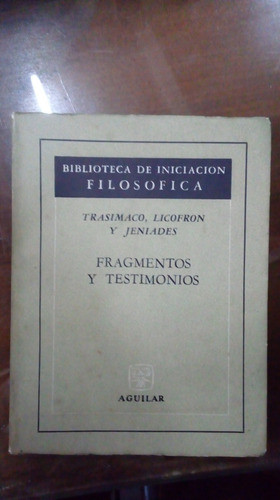 BIBLIOTECA DE INICIACION
FILOSOFICA
TRASIMACO, LICOFRON
Y JENIADES
FRAGMENTOS
Y TESTIMONIOS
AGUILAR